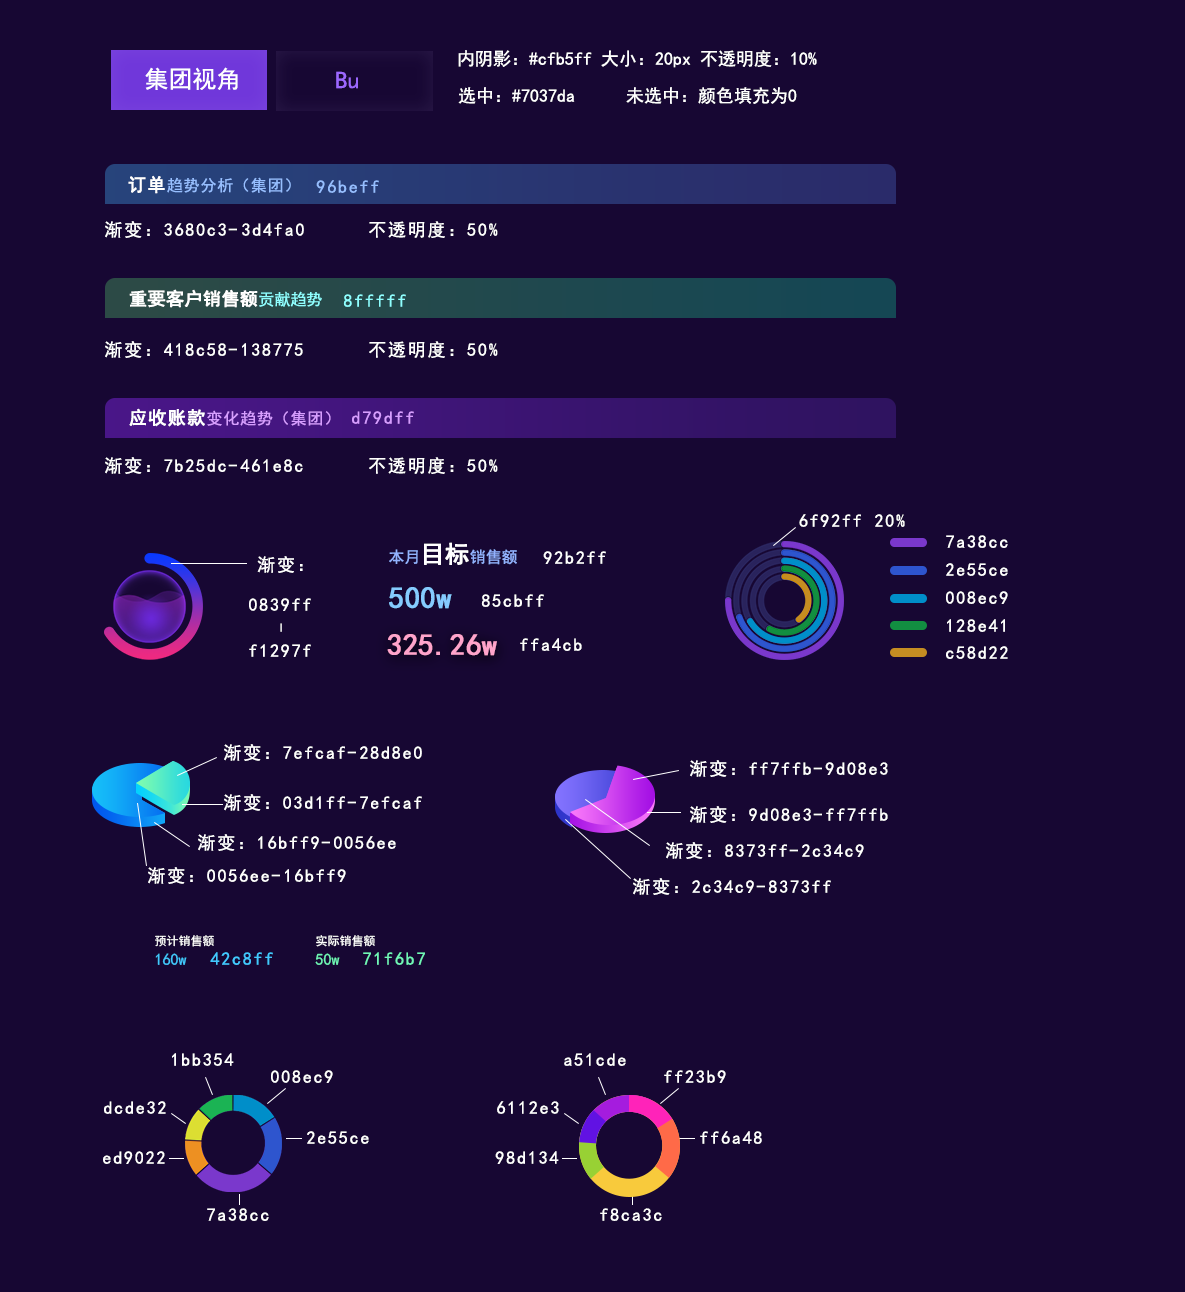 集团视角
Bu
内阴影：#cfb5ff 大小：20px 不透明度：10%
选中：#7037da 未选中：颜色填充为0
订单趋势分析（集团） 96beff
渐变：3680c3-3d4fa0 不透明度：50%
重要客户销售额贡献趋势 8fffff
渐变：418c58-138775 不透明度：50%
应收账款变化趋势（集团） d79dff
渐变：7b25dc-461e8c 不透明度：50%
渐变：
0839ff
f1297f
本月目标销售额 92b2ff
500w 85cbff
325.26w ffa4cb
6f92ff 20%
7a38cc
2e55ce
008ec9
128e41
c58d22
渐变：7efcaf-28d8e0
渐变：03d1ff-7efcaf
渐变：16bff9-0056ee
渐变：0056ee-16bff9
渐变：ff7ffb-9d08e3
渐变：9d08e3-ff7ffb
渐变：8373ff-2c34c9
渐变：2c34c9-8373ff
预计销售额
160w 42c8ff
实际销售额
50w 71f6b7
1bb354
008ec9
dcde32
2e55ce
ed9022
7a38cc
a51cde
ff23b9
6112e3
ff6a48
98d134
f8ca3c